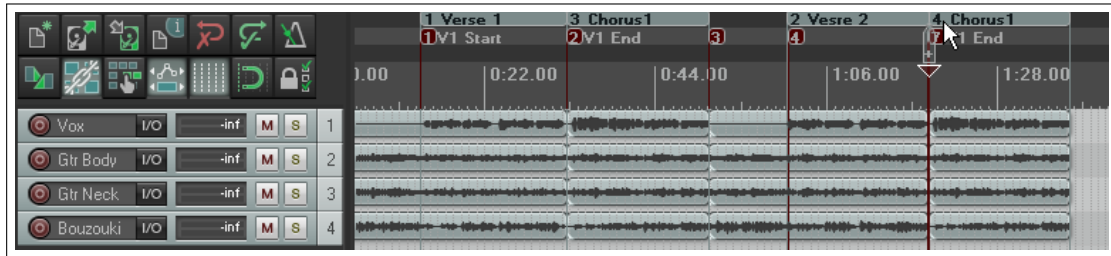 1 Verse 1 3 Chorus1 2 Vesre 2 4 Chorus1
1 V1 Start 2 V1 End 3 4 7 1 End
0:22.00 0:44.00 1:06.00 1:28.00
Vox I/O -inf M S 1
Gtr Body I/O -inf M S 2
Gtr Neck I/O -inf M S 3
Bouzouki I/O -inf M S 4